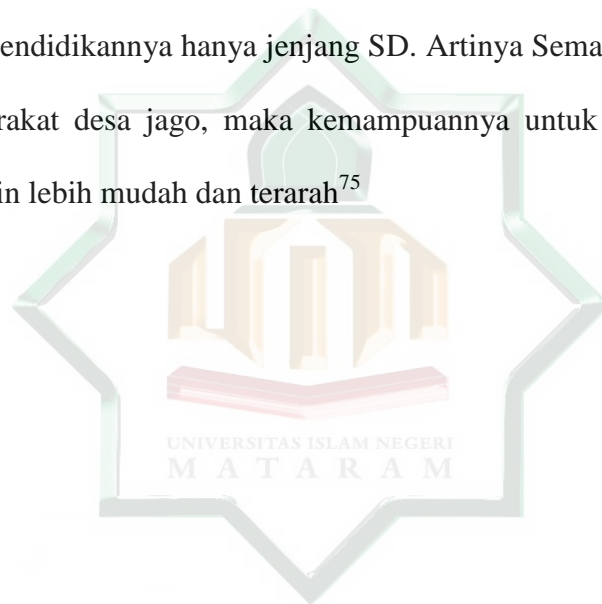 endidikannya hanya jenjang SD. Artinya Sema
rakat desa jago, maka kemampuannya untuk
in lebih mudah dan terarah75
UNIVERSITAS ISLAM NEGERI
MATARAM